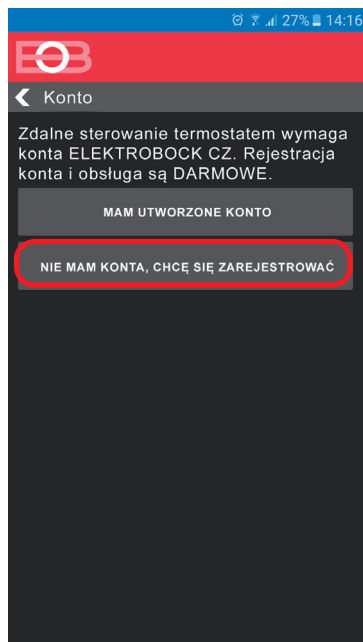 27% 14:16
EOB
Konto
Zdalne sterowanie termostatem wymaga
konta ELEKTROBOCK CZ. Rejestracja
konta i obsługa są DARMOWE.
MAM UTWORZONE KONTO
NIE MAM KONTA, CHCĘ SIĘ ZAREJESTROWAĆ